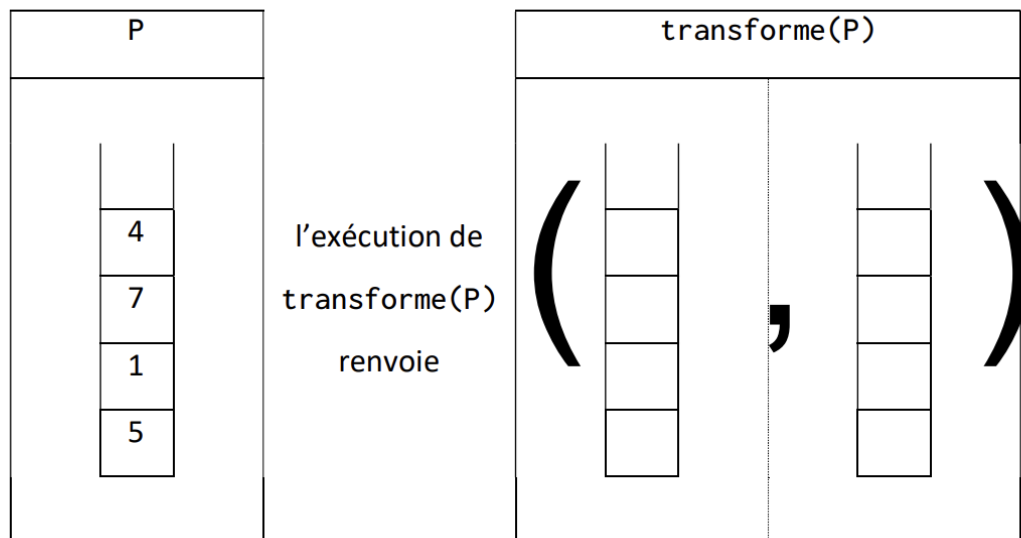 P
transforme(P)
4
7
1
5
l’exécution de
transforme(P)
renvoie
( , )